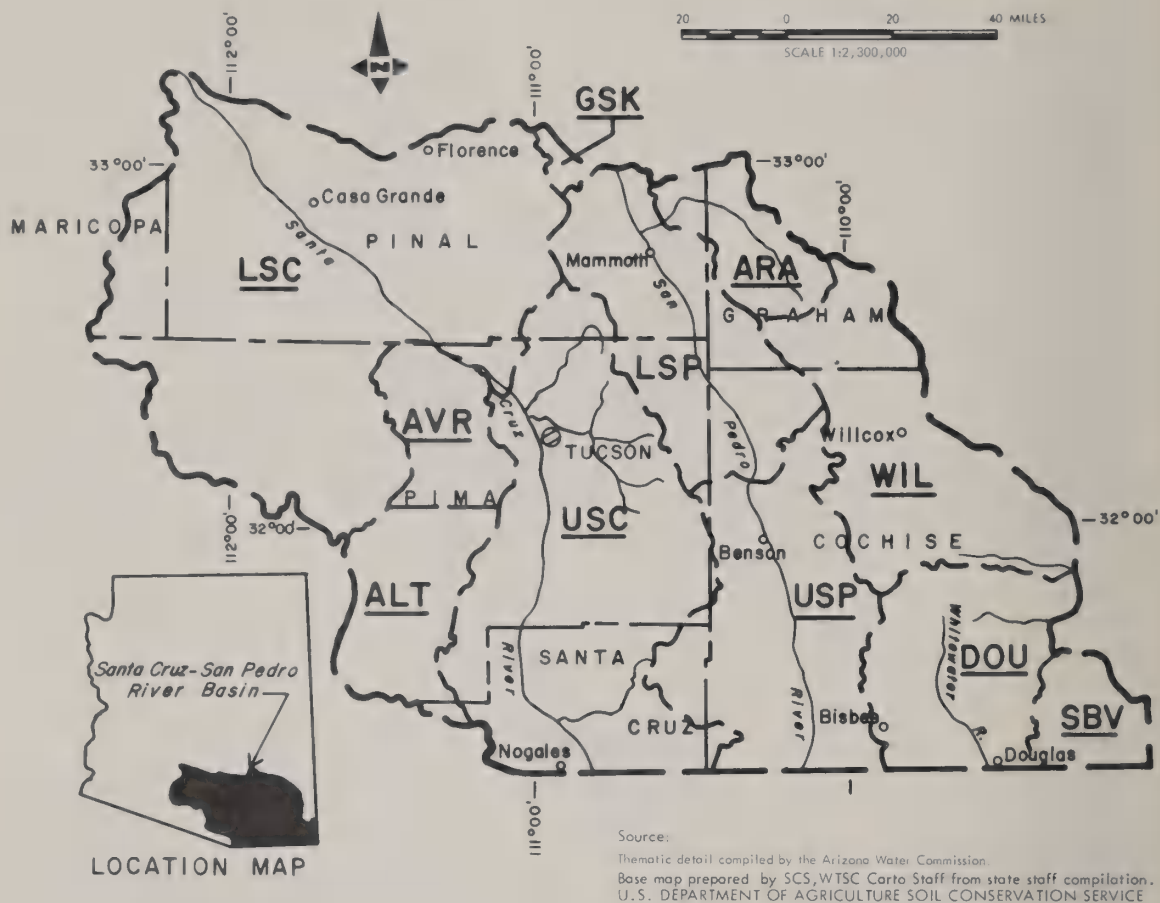 20 0 20 40 MILES
SCALE 1:2,300,000
112°00'
N
111°00'
GSK
Florence
33°00'
33°00'
Casa Grande
110°00'
MARICOPA
Santa
PINAL
LSC
Mammoth
San
ARA
GRAHAM
LSP
AVR
Cruz
Pedro
Willcox
TUCSON
WIL
PIMA
112°00'
32°00'
USC
32°00'
Benson
COCHISE
ALT
USP
Whitewater
DOU
SANTA
River
Santa Cruz-San Pedro
River Basin
River
CRUZ
Bisbee
SBV
R.
Nogales
Douglas
111°00'
LOCATION MAP
Source:
Thematic detail compiled by the Arizona Water Commission.
Base map prepared by SCS, WTSC Carto Staff from state staff compilation.
U.S. DEPARTMENT OF AGRICULTURE SOIL CONSERVATION SERVICE